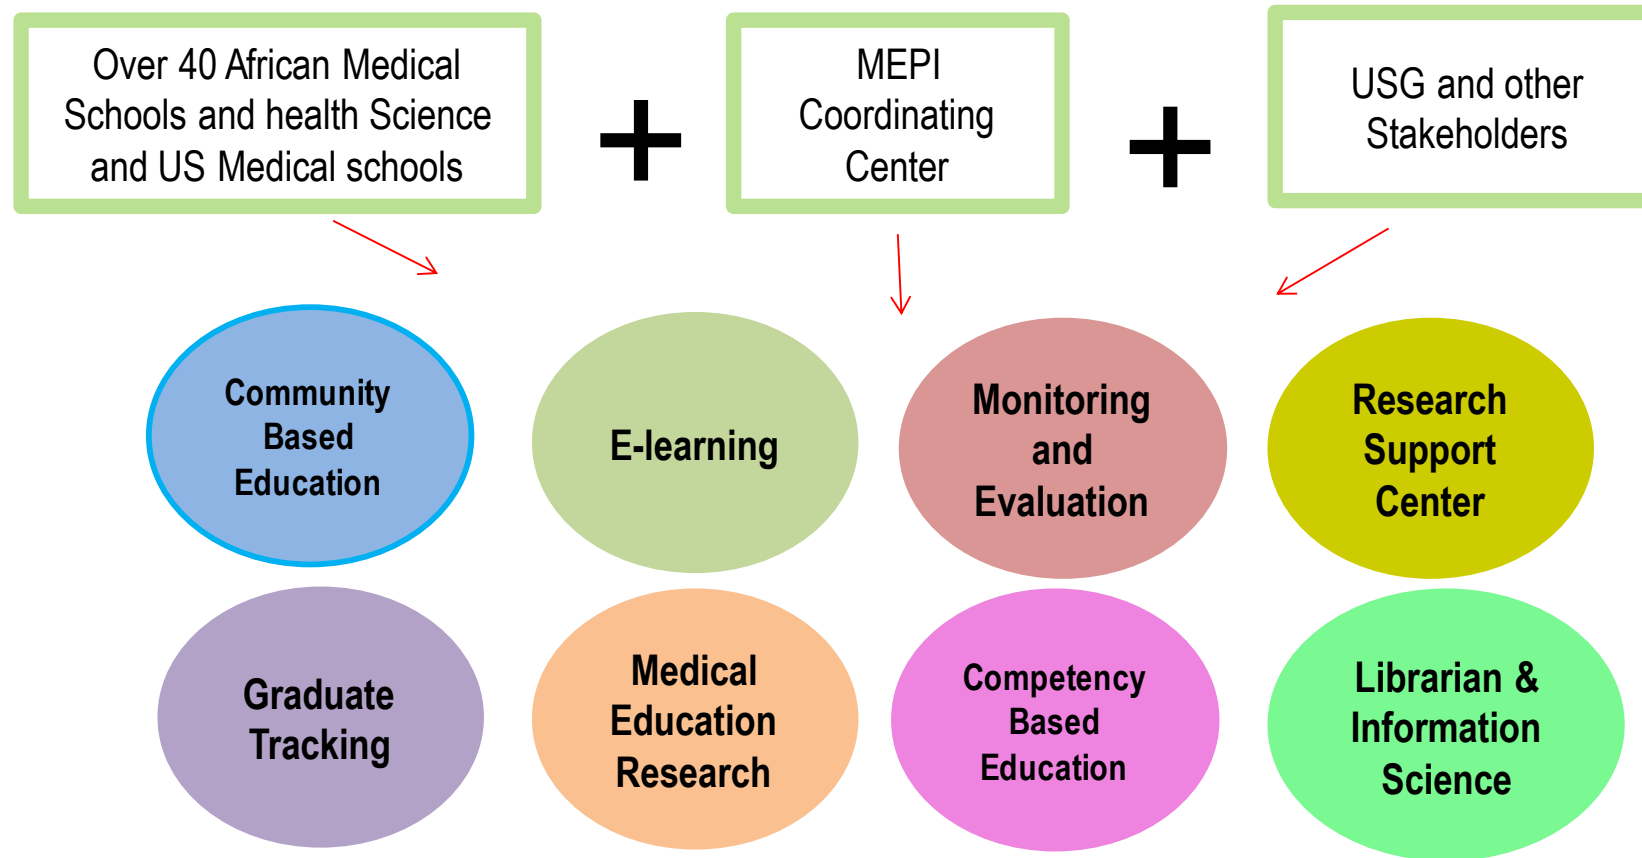 Over 40 African Medical
Schools and health Science
and US Medical schools
+
MEPI
Coordinating
Center
+
USG and other
Stakeholders
Community
Based
Education
E-learning
Monitoring
and
Evaluation
Research
Support
Center
Graduate
Tracking
Medical
Education
Research
Competency
Based
Education
Librarian &
Information
Science